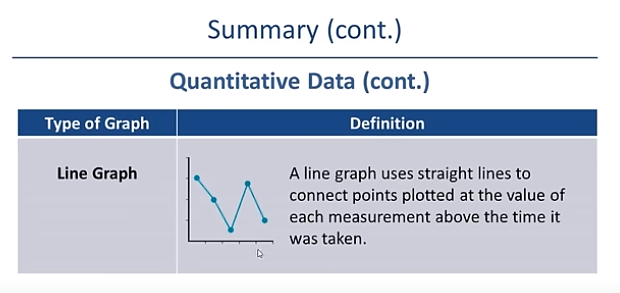 Summary (cont.)
Quantitative Data (cont.)
Type of Graph Definition
Line Graph
A line graph uses straight lines to
connect points plotted at the value of
each measurement above the time it
was taken.